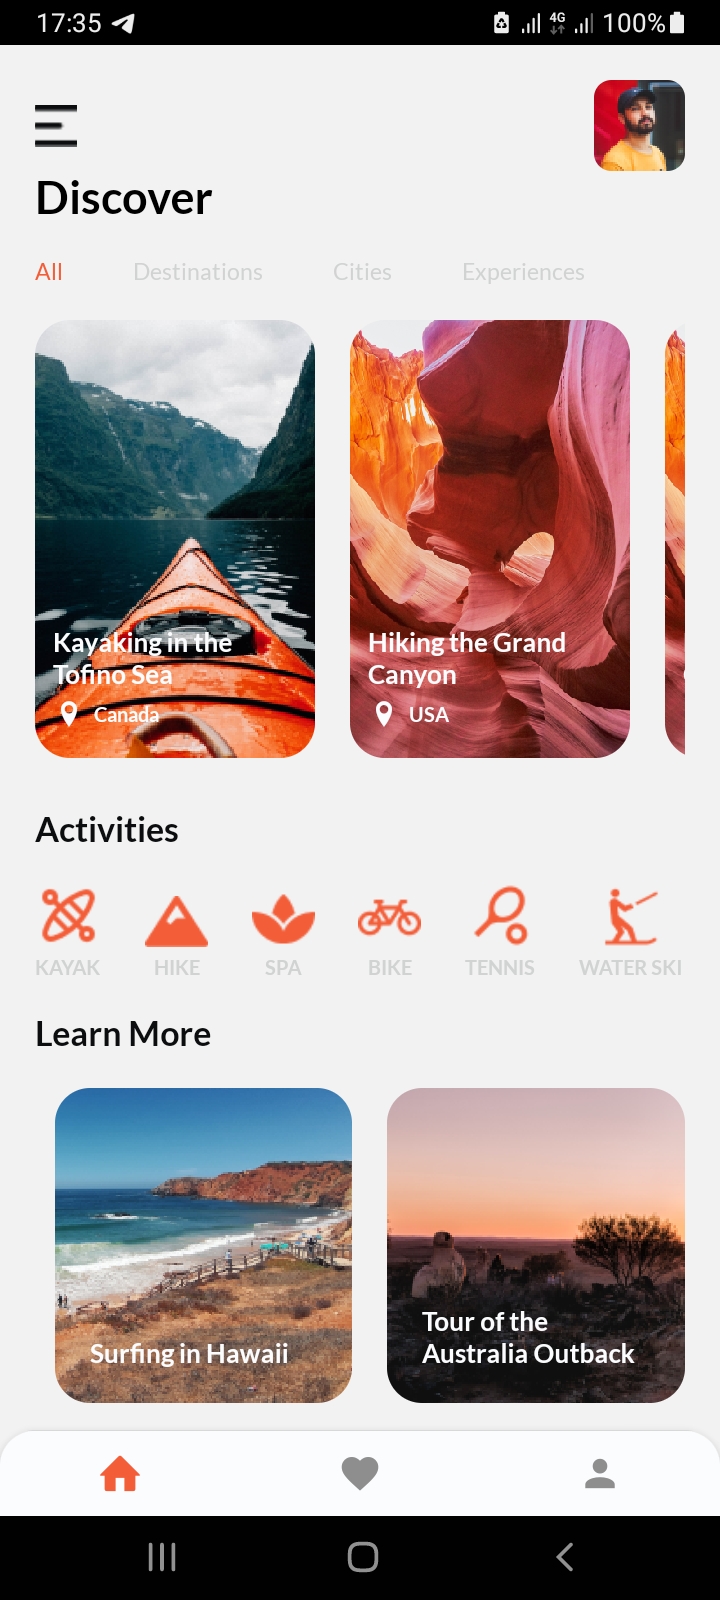 17:35 4G 100%
Discover
All Destinations Cities Experiences
Kayaking in the
Tofino Sea
Canada
Hiking the Grand
Canyon
USA
Activities
KAYAK HIKE SPA BIKE TENNIS WATER SKI
Learn More
Surfing in Hawaii
Tour of the
Australia Outback